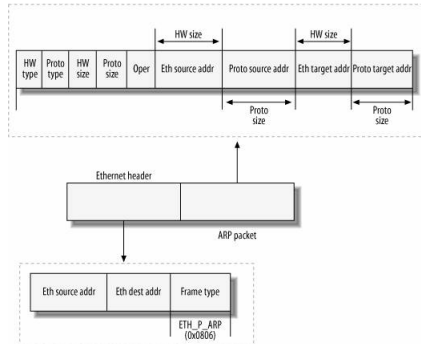 HW size
HW size
HW type
Proto type
HW size
Proto size
Oper
Eth source addr
Proto source addr
Eth target addr
Proto target addr
Proto size
Proto size
Ethernet header
ARP packet
Eth source addr
Eth dest addr
Frame type
ETH_P_ARP
(0x0806)